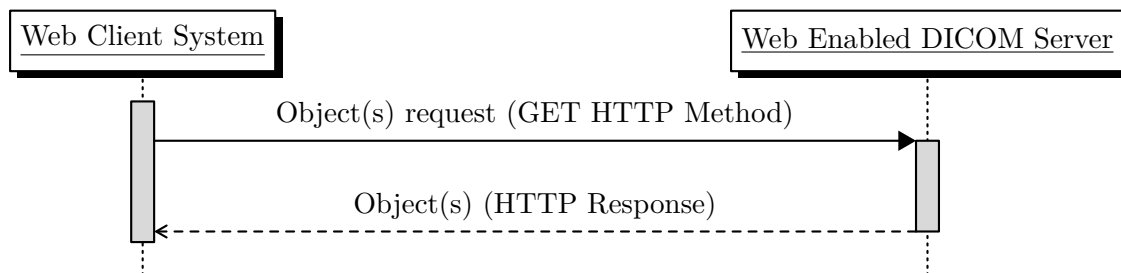 Web Client System
Web Enabled DICOM Server
Object(s) request (GET HTTP Method)
Object(s) (HTTP Response)